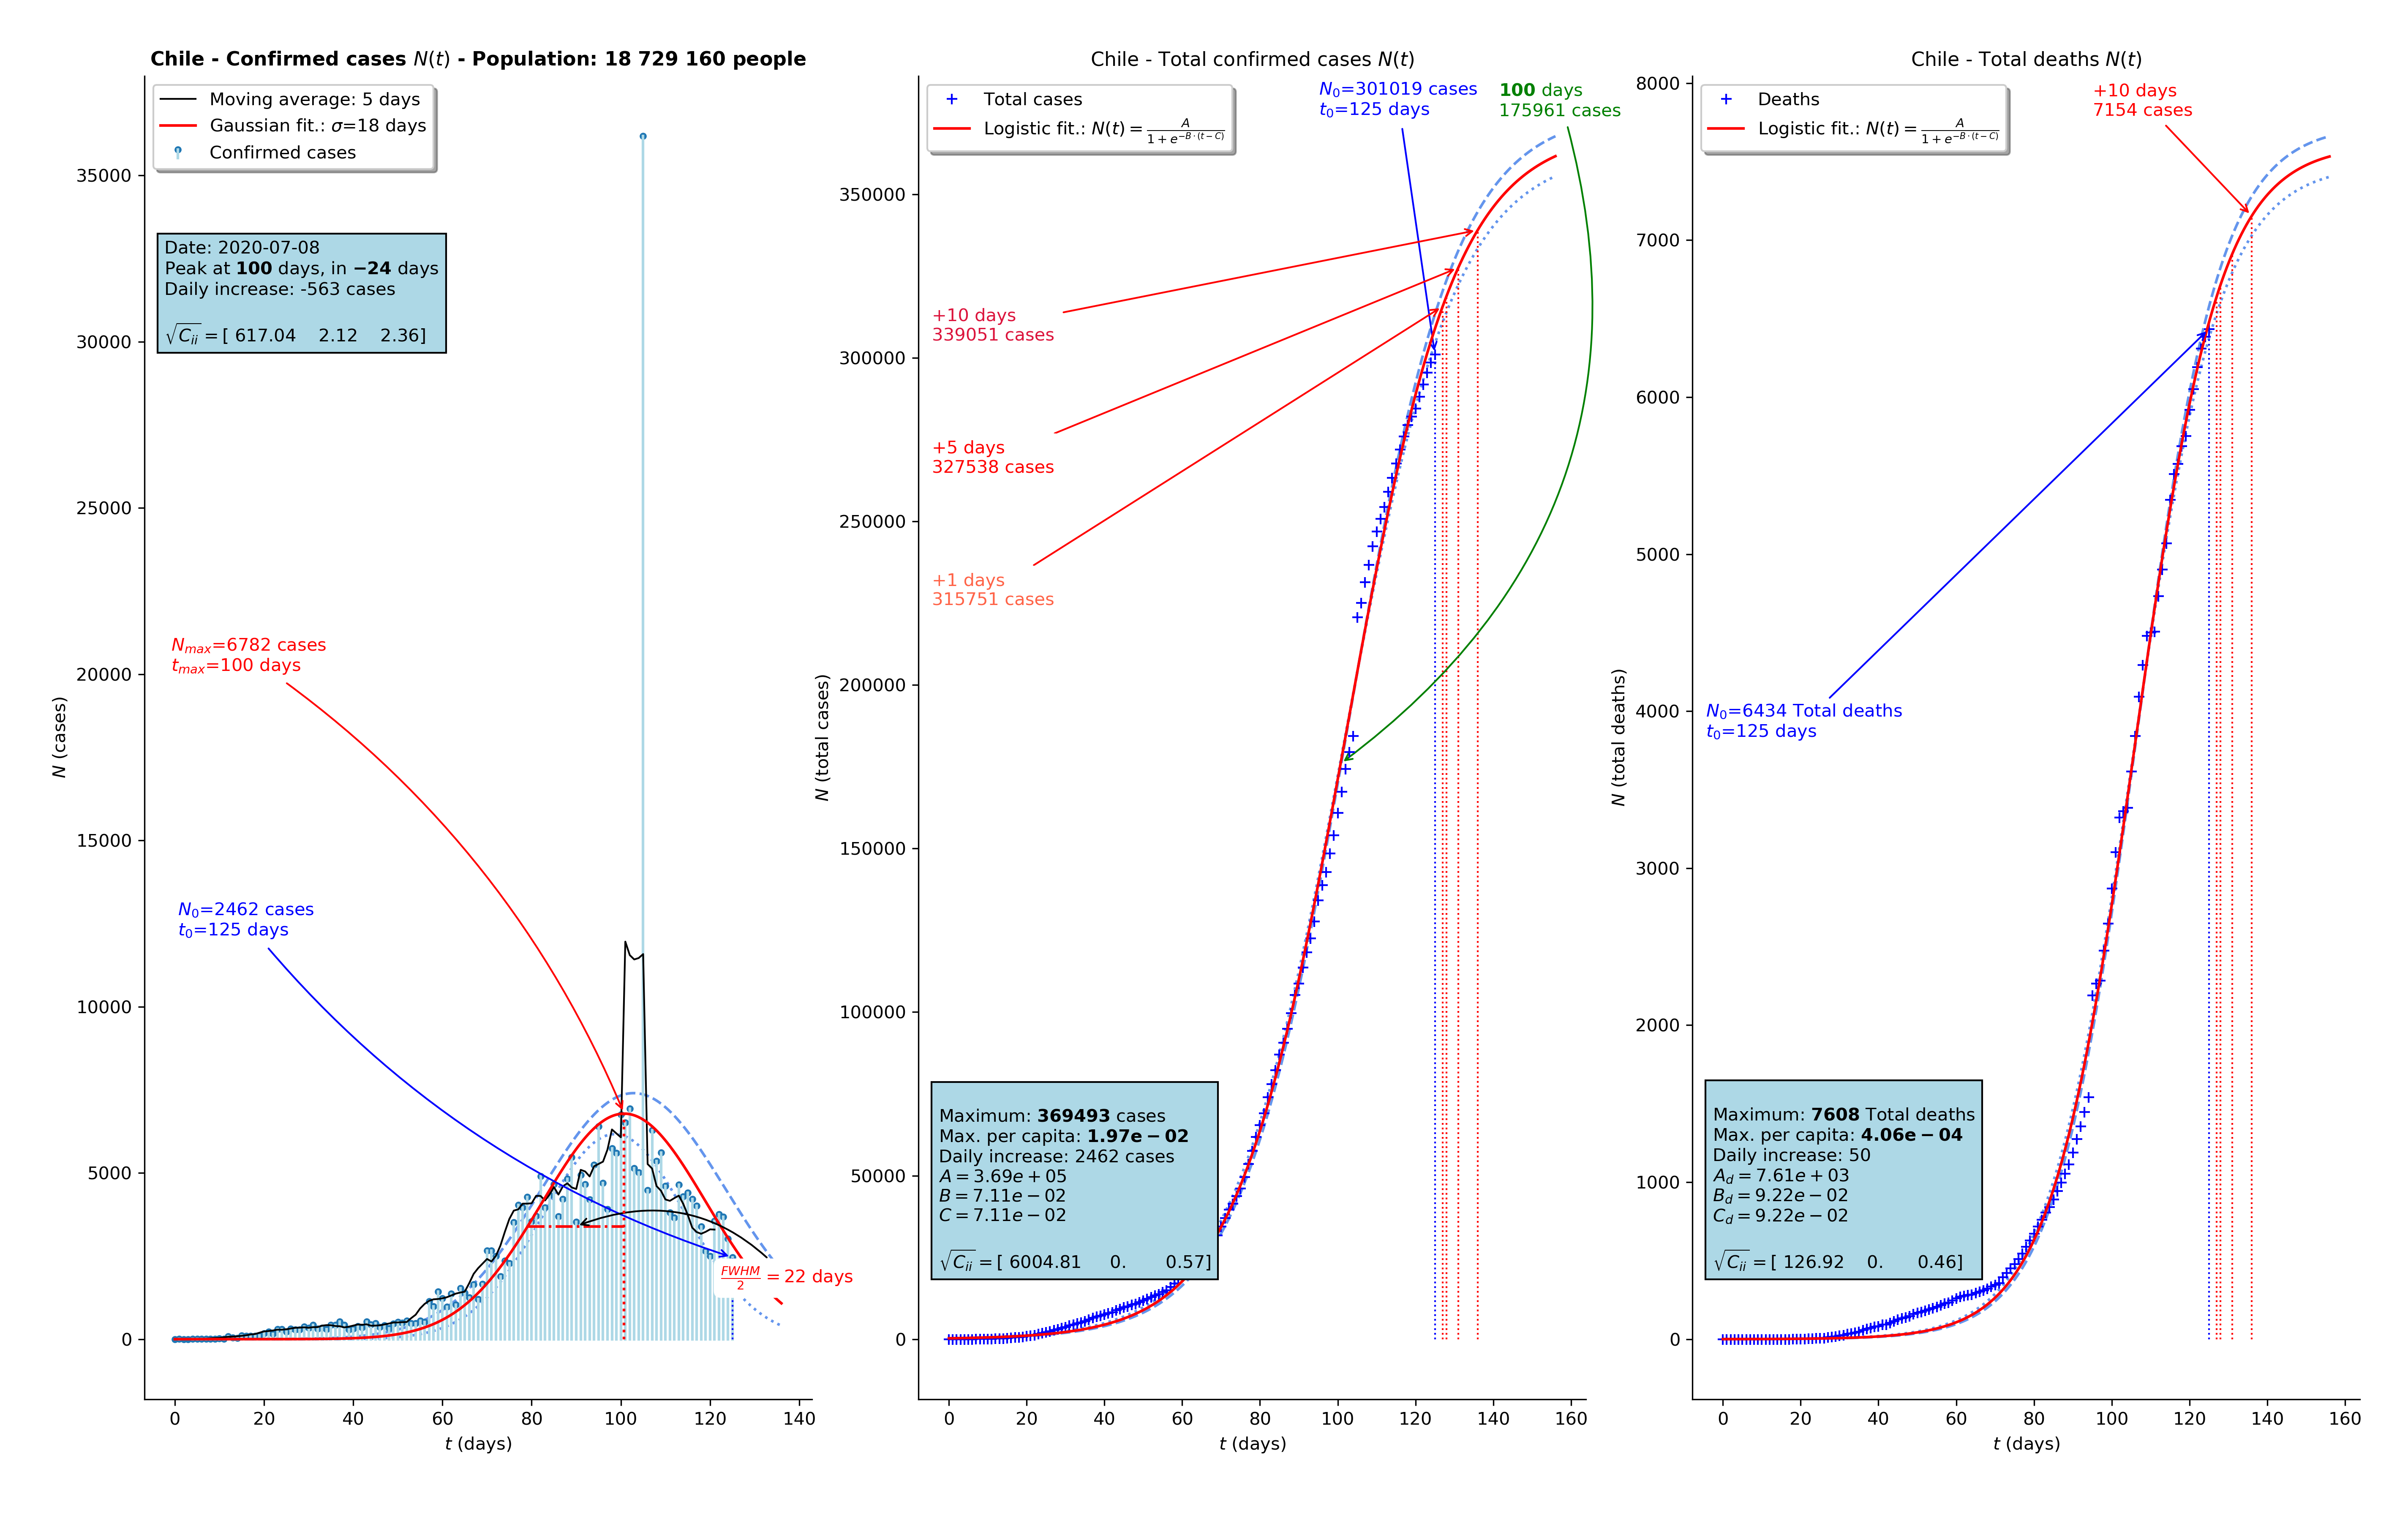 Chile - Confirmed cases N(t) - Population: 18 729 160 people
Moving average: 5 days
Gaussian fit.: σ=18 days
Confirmed cases
Date: 2020-07-08
Peak at 100 days, in −24 days
Daily increase: -563 cases
√C_ii = [ 617.04 2.12 2.36]
N_max=6782 cases
t_max=100 days
N_0=2462 cases
t_0=125 days
FWHM/2 = 22 days
N (cases)
35000
30000
25000
20000
15000
10000
5000
0
0 20 40 60 80 100 120 140
t (days)
Chile - Total confirmed cases N(t)
Total cases
Logistic fit.: N(t) = A/(1 + e^{−B·(t−C)})
N_0=301019 cases
t_0=125 days
100 days
175961 cases
+10 days
339051 cases
+5 days
327538 cases
+1 days
315751 cases
Maximum: 369493 cases
Max. per capita: 1.97e − 02
Daily increase: 2462 cases
A = 3.69e + 05
B = 7.11e − 02
C = 7.11e − 02
√C_ii = [ 6004.81 0. 0.57]
N (total cases)
350000
300000
250000
200000
150000
100000
50000
0
0 20 40 60 80 100 120 140 160
t (days)
Chile - Total deaths N(t)
Deaths
Logistic fit.: N(t) = A/(1 + e^{−B·(t−C)})
+10 days
7154 cases
N_0=6434 Total deaths
t_0=125 days
Maximum: 7608 Total deaths
Max. per capita: 4.06e − 04
Daily increase: 50
A_d = 7.61e + 03
B_d = 9.22e − 02
C_d = 9.22e − 02
√C_ii = [ 126.92 0. 0.46]
N (total deaths)
8000
7000
6000
5000
4000
3000
2000
1000
0
0 20 40 60 80 100 120 140 160
t (days)